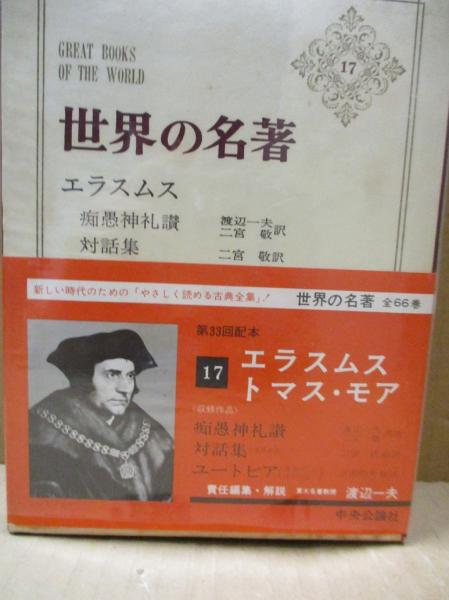 GREAT BOOKS
OF THE WORLD
17
世界の名著
エラスムス
痴愚神礼讃 渡辺一夫 二宮 敬 訳
対話集 二宮 敬訳
新しい時代のための「やさしく読める古典全集」!
世界の名著 全66巻
第33回配本
17 エラスムス
トマス・モア
〈収録作品〉
痴愚神礼讃
対話集
ユートピア
責任編集・解説 東大名誉教授 渡辺一夫
中央公論社